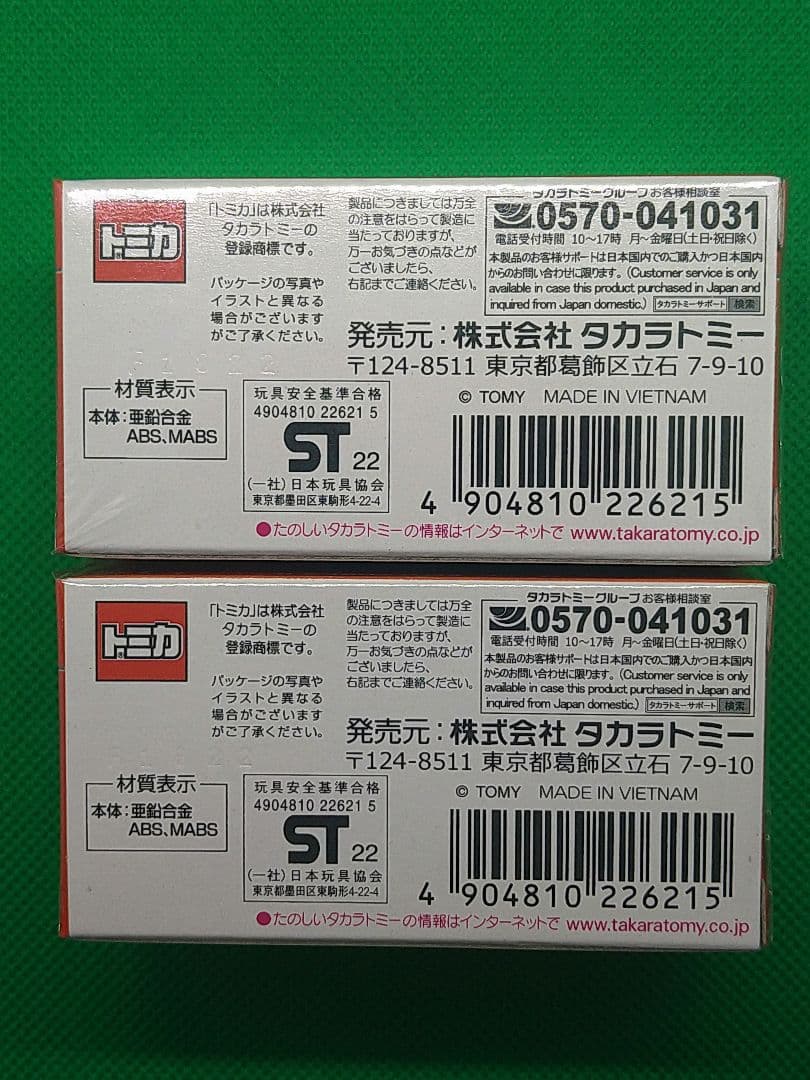 トミカ
「トミカ」は株式会社
タカラトミーの
登録商標です。
パッケージの写真や
イラストと異なる
場合がございます
がご了承ください。
製品につきましては万全
の注意をはらって製造に
当たっておりますが、
万一お気づきの点などが
ございましたら、
右記までご連絡ください。
タカラトミーグループ お客様相談室
0570-041031
電話受付時間 10〜17時 月〜金曜日(土日・祝日除く)
本製品のお客様サポートは日本国内でのご購入かつ日本国内
からのお問い合わせに限ります。(Customer service is only
available in case this product purchased in Japan and
inquired from Japan domestic.) タカラトミーサポート 検索
発売元:株式会社 タカラトミー
〒124-8511 東京都葛飾区立石 7-9-10
© TOMY MADE IN VIETNAM
材質表示
本体:亜鉛合金
ABS、MABS
玩具安全基準合格
4904810 22621 5
ST 22
(一社)日本玩具協会
東京都墨田区東駒形4-22-4
4 904810 226215
●たのしいタカラトミーの情報はインターネットで www.takaratomy.co.jp
トミカ
「トミカ」は株式会社
タカラトミーの
登録商標です。
パッケージの写真や
イラストと異なる
場合がございます
がご了承ください。
製品につきましては万全
の注意をはらって製造に
当たっておりますが、
万一お気づきの点などが
ございましたら、
右記までご連絡ください。
タカラトミーグループ お客様相談室
0570-041031
電話受付時間 10〜17時 月〜金曜日(土日・祝日除く)
本製品のお客様サポートは日本国内でのご購入かつ日本国内
からのお問い合わせに限ります。(Customer service is only
available in case this product purchased in Japan and
inquired from Japan domestic.) タカラトミーサポート 検索
発売元:株式会社 タカラトミー
〒124-8511 東京都葛飾区立石 7-9-10
© TOMY MADE IN VIETNAM
材質表示
本体:亜鉛合金
ABS、MABS
玩具安全基準合格
4904810 22621 5
ST 22
(一社)日本玩具協会
東京都墨田区東駒形4-22-4
4 904810 226215
●たのしいタカラトミーの情報はインターネットで www.takaratomy.co.jp